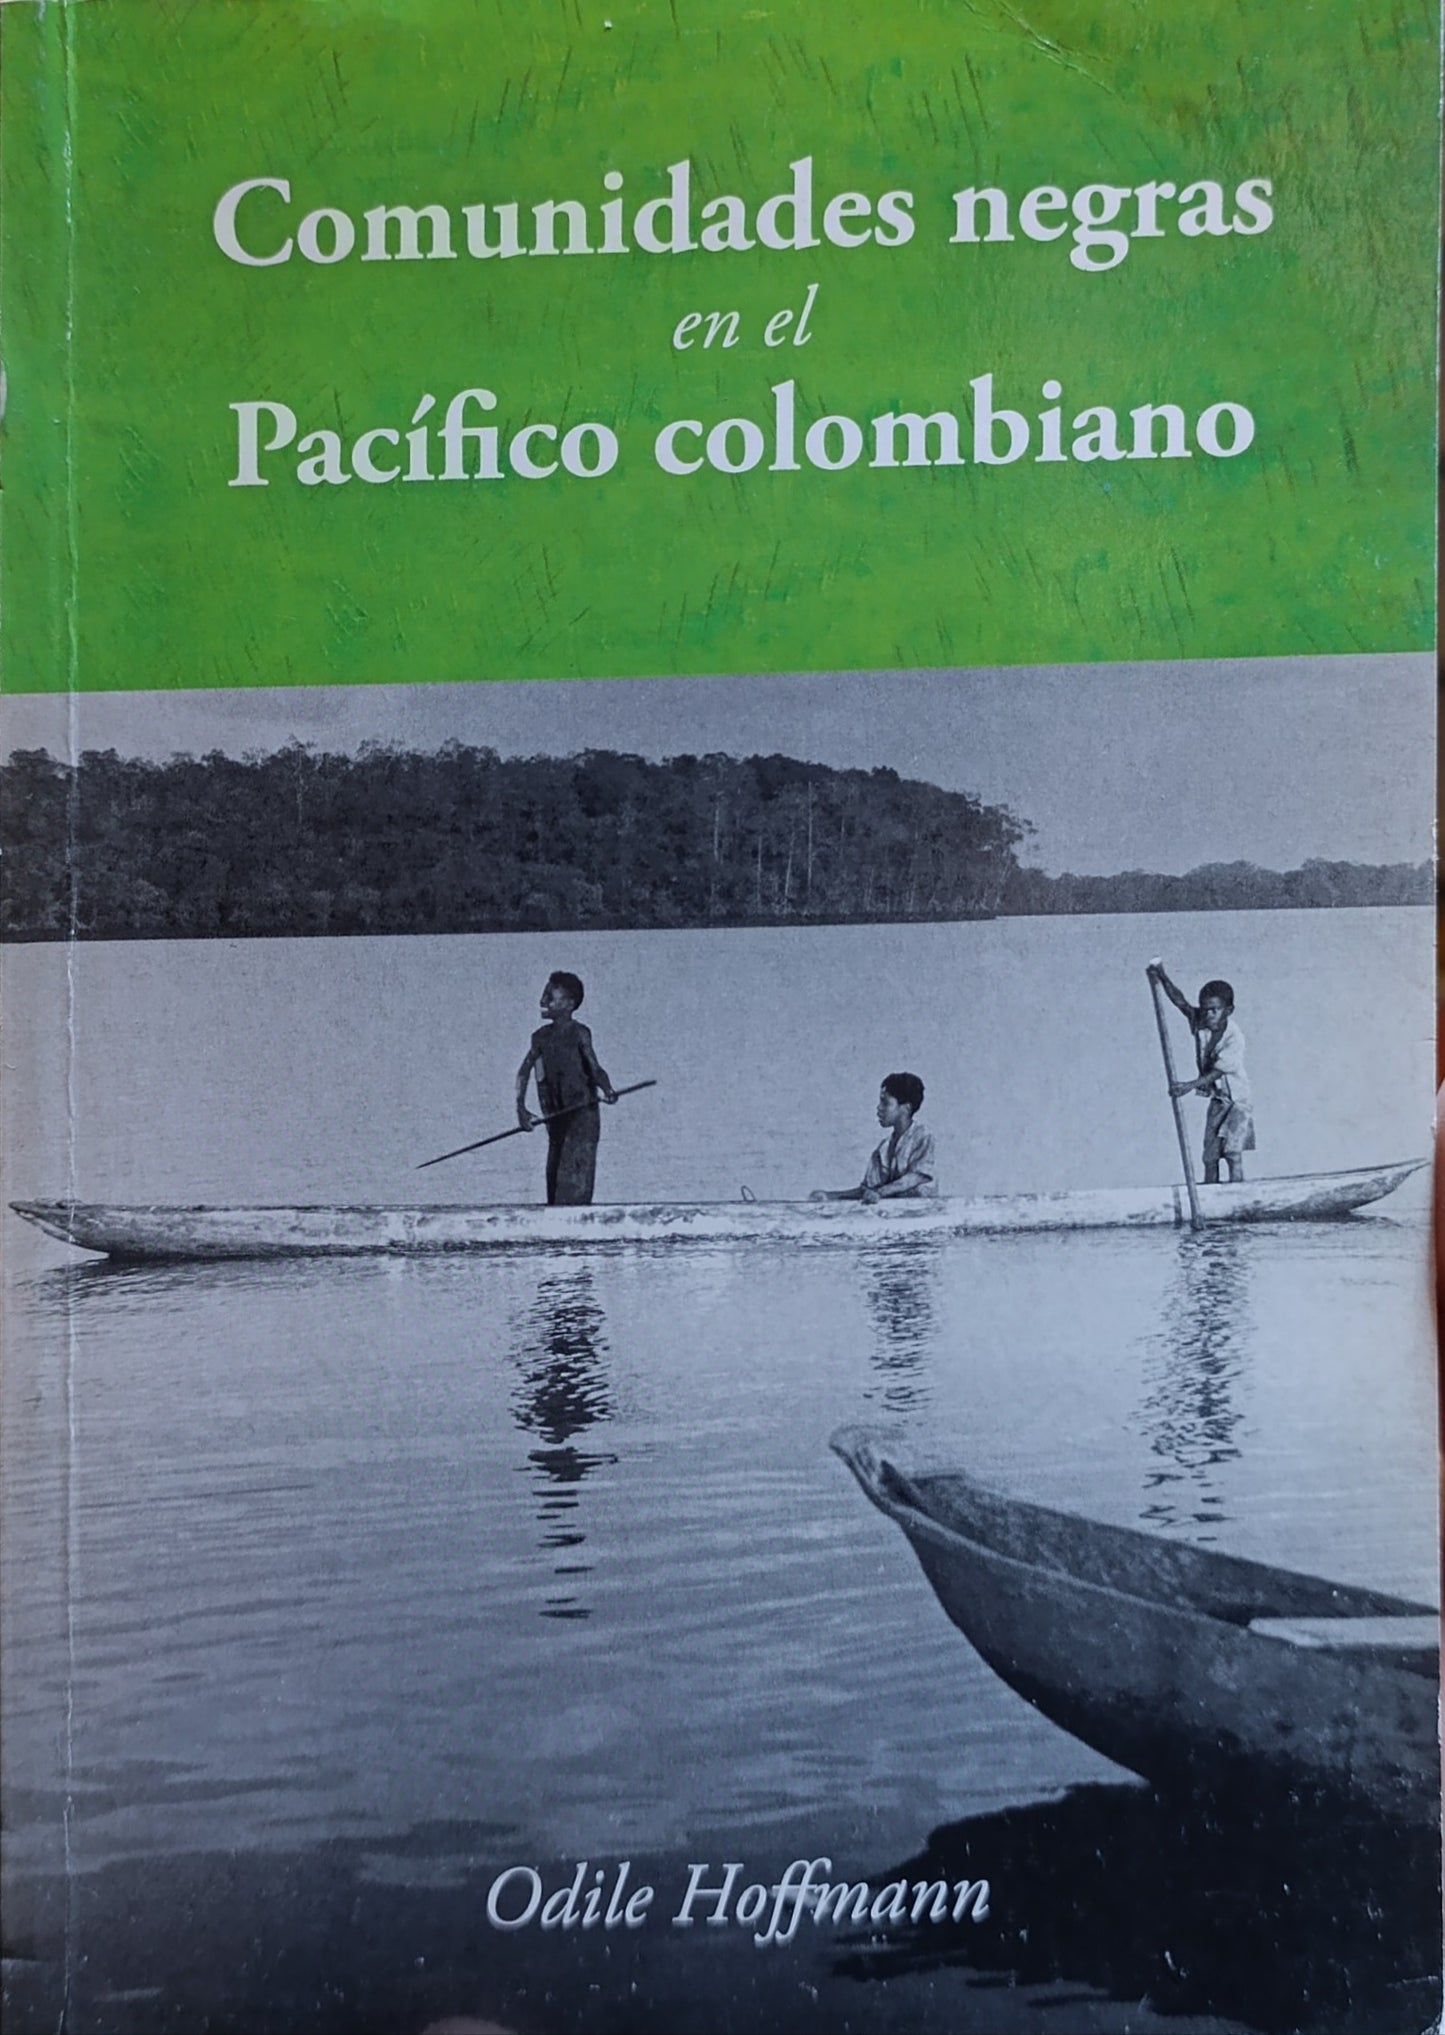 Comunidades negras
en el
Pacífico colombiano
Odile Hoffmann